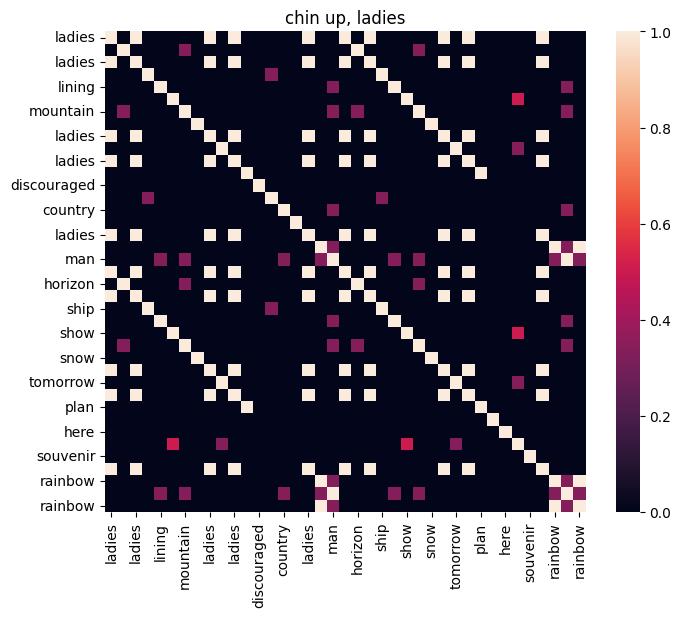 chin up, ladies
ladies
ladies
lining
mountain
ladies
ladies
discouraged
country
ladies
man
horizon
ship
show
snow
tomorrow
plan
here
souvenir
rainbow
rainbow
1.0
0.8
0.6
0.4
0.2
0.0
ladies
ladies
lining
mountain
ladies
ladies
discouraged
country
ladies
man
horizon
ship
show
snow
tomorrow
plan
here
souvenir
rainbow
rainbow